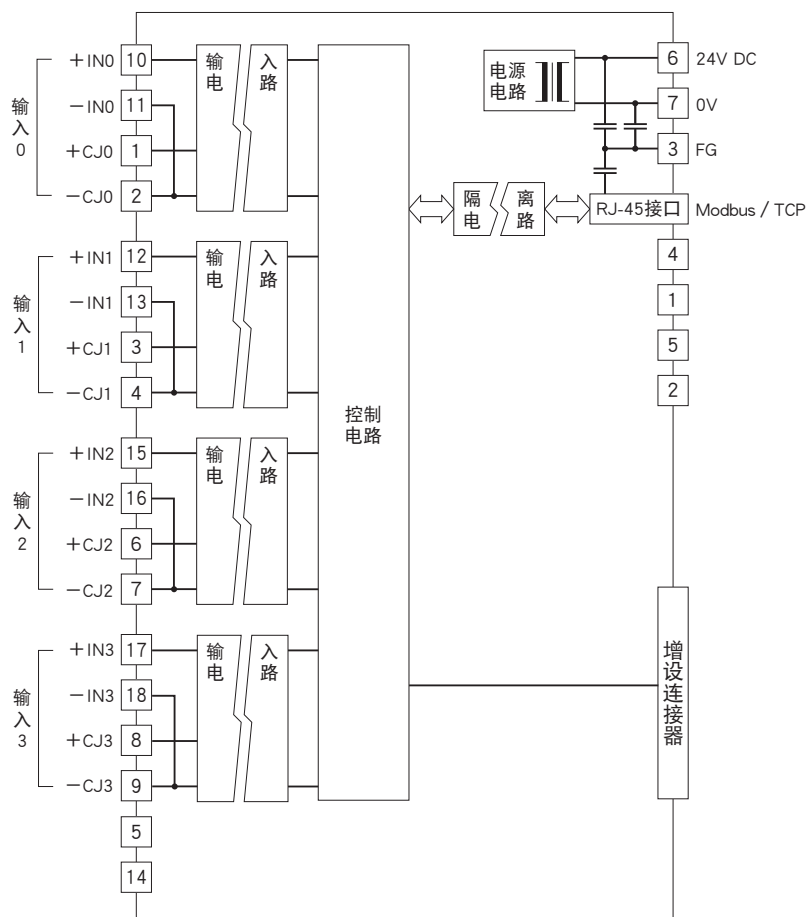 输入0
+IN0 10
-IN0 11
+CJ0 1
-CJ0 2
输 入
电 路
输入1
+IN1 12
-IN1 13
+CJ1 3
-CJ1 4
输 入
电 路
输入2
+IN2 15
-IN2 16
+CJ2 6
-CJ2 7
输 入
电 路
输入3
+IN3 17
-IN3 18
+CJ3 8
-CJ3 9
输 入
电 路
5
14
控制
电路
电源
电路
6 24V DC
7 0V
3 FG
隔 离
电 路
RJ-45接口 Modbus / TCP
4
1
5
2
增设连接器